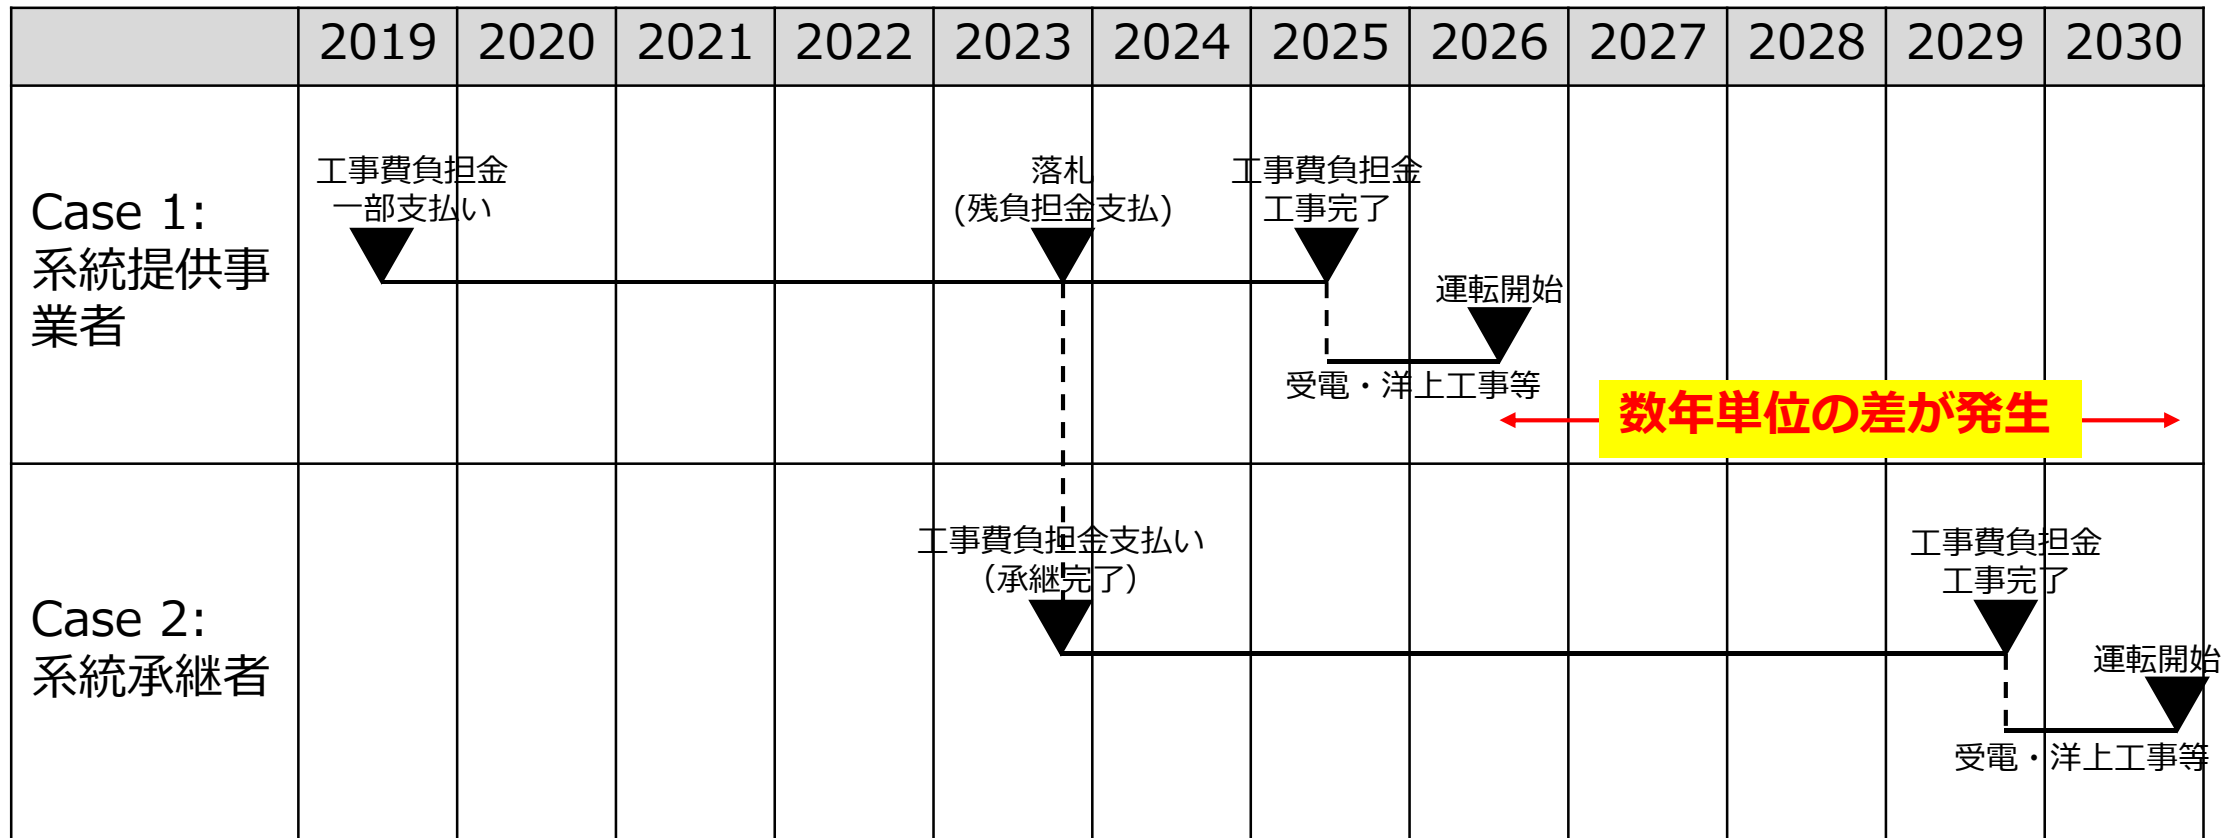 2019 2020 2021 2022 2023 2024 2025 2026 2027 2028 2029 2030
Case 1:
系統提供事
業者
工事費負担金
一部支払い
落札
(残負担金支払)
工事費負担金
工事完了
運転開始
受電・洋上工事等
数年単位の差が発生
Case 2:
系統承継者
工事費負担金支払い
（承継完了）
工事費負担金
工事完了
運転開始
受電・洋上工事等